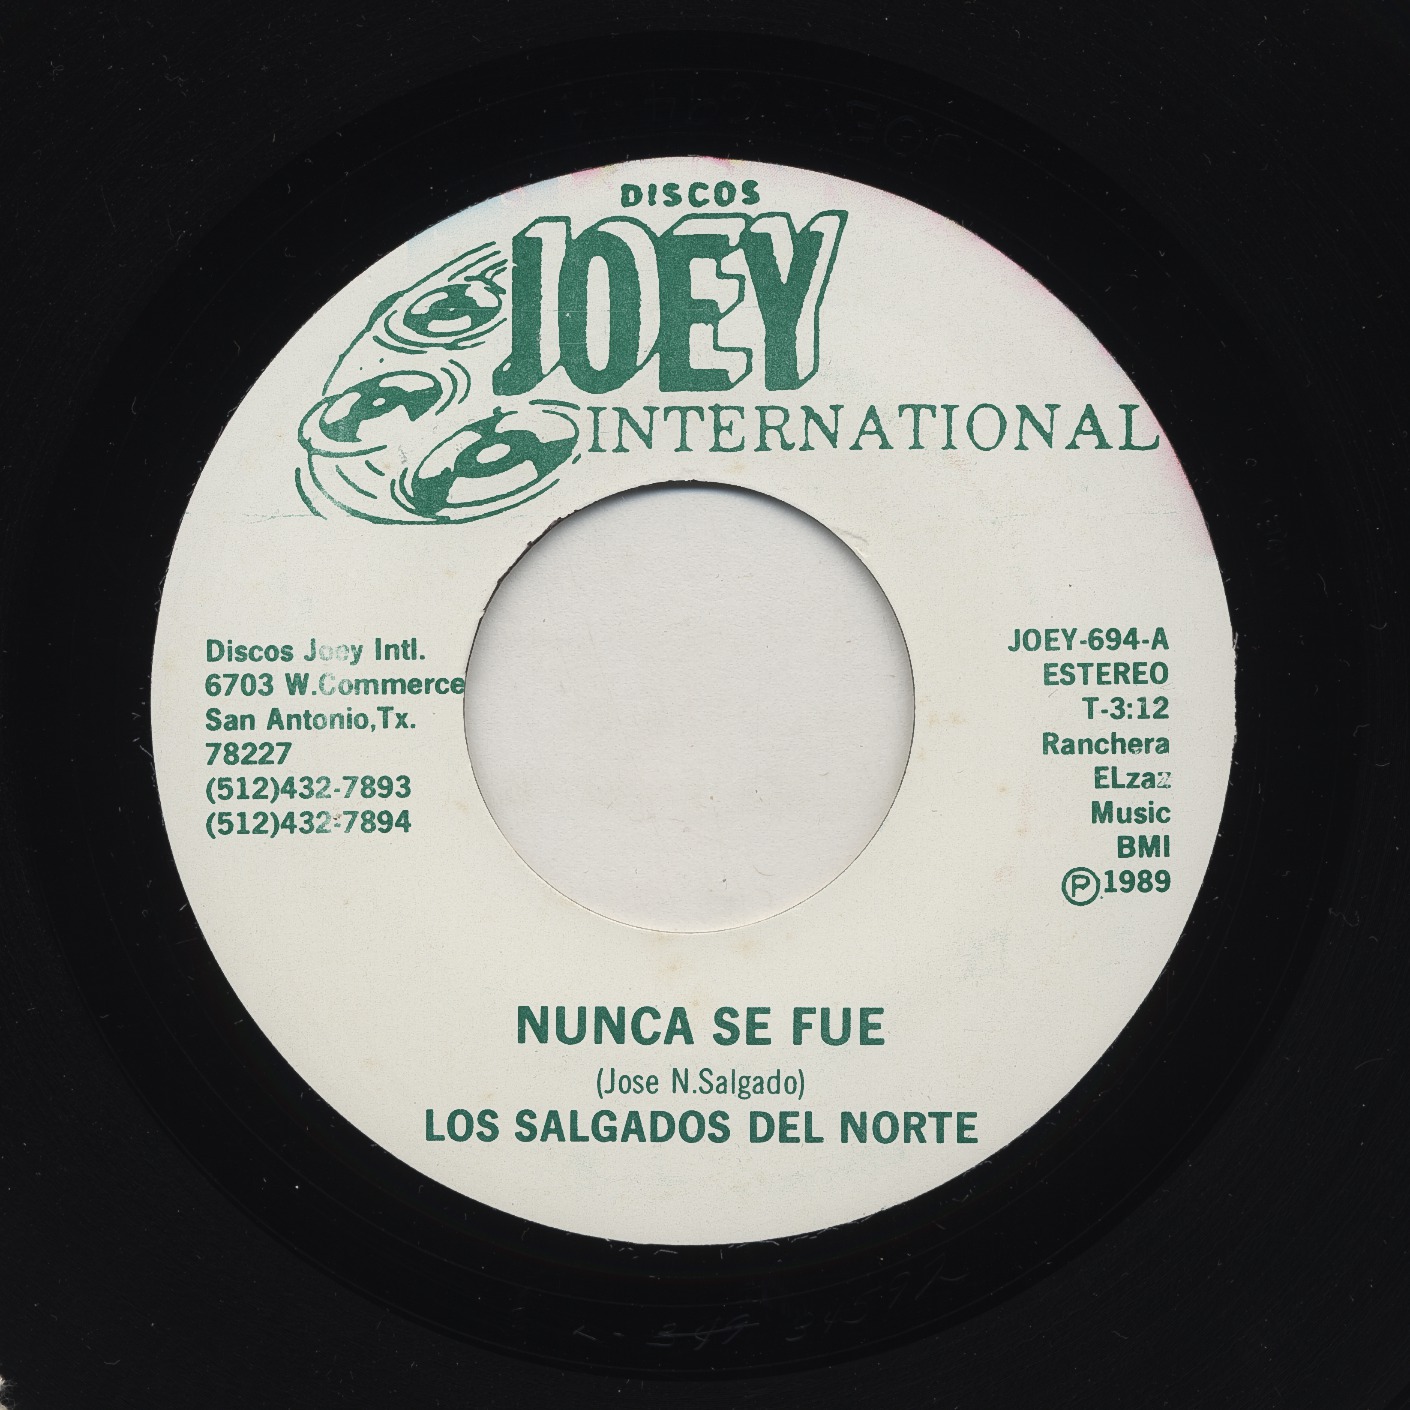 DISCOS
JOEY
INTERNATIONAL
Discos Joey Intl.
6703 W.Commerce
San Antonio,Tx.
78227
(512)432-7893
(512)432-7894
JOEY-694-A
ESTEREO
T-3:12
Ranchera
ELzaz
Music
BMI
Ⓟ1989
NUNCA SE FUE
(Jose N.Salgado)
LOS SALGADOS DEL NORTE